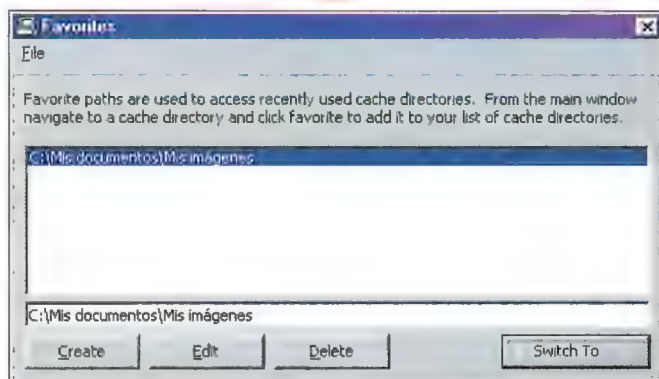 Favorites
File
Favorite paths are used to access recently used cache directories. From the main window
navigate to a cache directory and click favorite to add it to your list of cache directories.
C:\Mis documentos\Mis imágenes
C:\Mis documentos\Mis imágenes
Create Edit Delete Switch To